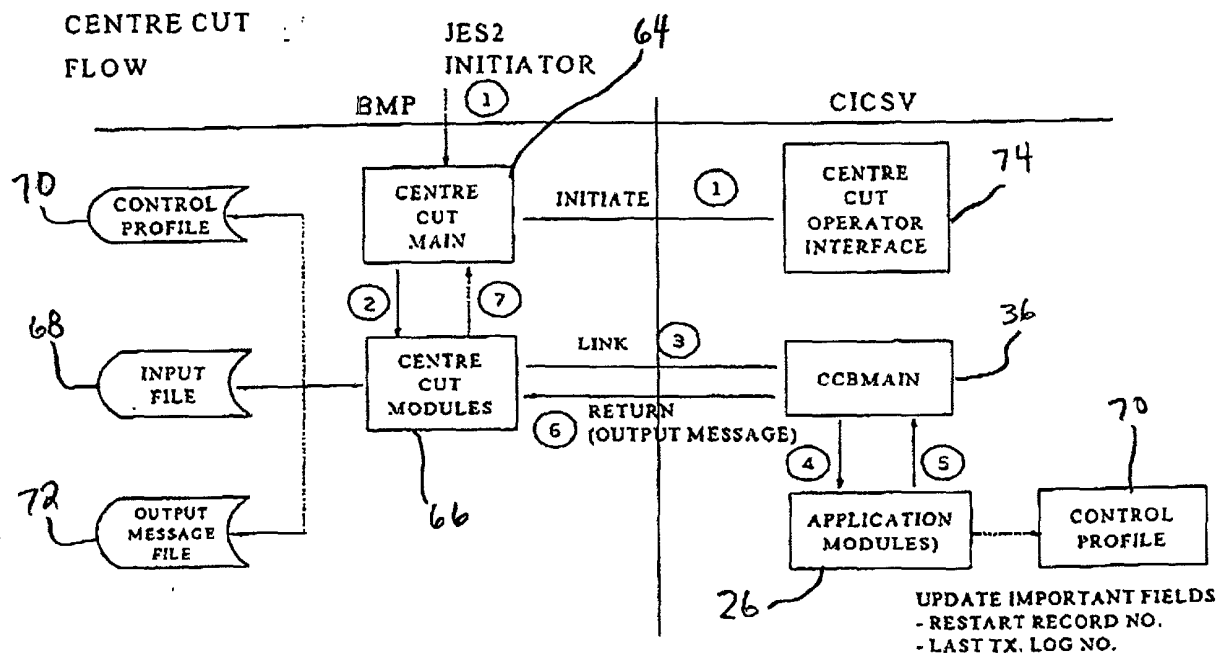 CENTRE CUT
FLOW
JES2
INITIATOR
64
BMP
1
CICSV
70
CONTROL
PROFILE
CENTRE
CUT
MAIN
INITIATE
1
CENTRE
CUT
OPERATOR
INTERFACE
74
2
7
68
INPUT
FILE
CENTRE
CUT
MODULES
LINK
3
CCBMAIN
36
6
RETURN
(OUTPUT MESSAGE)
4
5
70
72
OUTPUT
MESSAGE
FILE
66
APPLICATION
MODULES)
CONTROL
PROFILE
26
UPDATE IMPORTANT FIELDS
- RESTART RECORD NO.
- LAST TX. LOG NO.